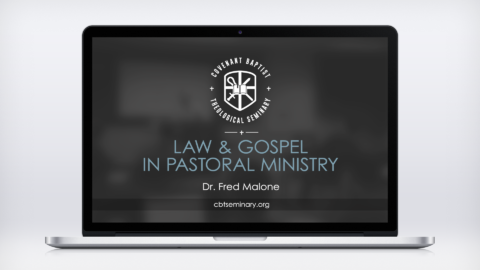 COVENANT BAPTIST
THEOLOGICAL SEMINARY
LAW & GOSPEL
IN PASTORAL MINISTRY
Dr. Fred Malone
cbtseminary.org